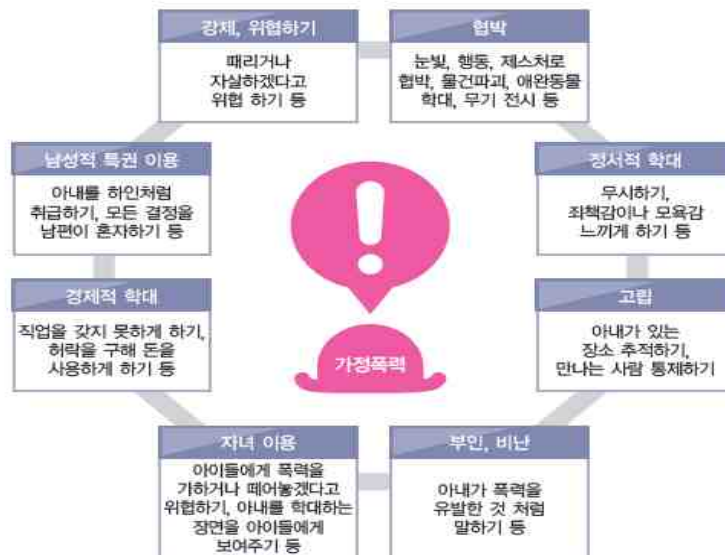 강제, 위협하기
때리거나
자살하겠다고
위협 하기 등
협박
눈빛, 행동, 제스처로
협박, 물건파괴, 애완동물
학대, 무기 전시 등
남성적 특권 이용
아내를 하인처럼
취급하기, 모든 결정을
남편이 혼자하기 등
정서적 학대
무시하기,
죄책감이나 모욕감
느끼게 하기 등
경제적 학대
직업을 갖지 못하게 하기,
허락을 구해 돈을
사용하게 하기 등
고립
아내가 있는
장소 추적하기,
만나는 사람 통제하기
가정폭력
자녀 이용
아이들에게 폭력을
가하거나 떼어놓겠다고
위협하기, 아내를 학대하는
장면을 아이들에게
보여주기 등
부인, 비난
아내가 폭력을
유발한 것 처럼
말하기 등